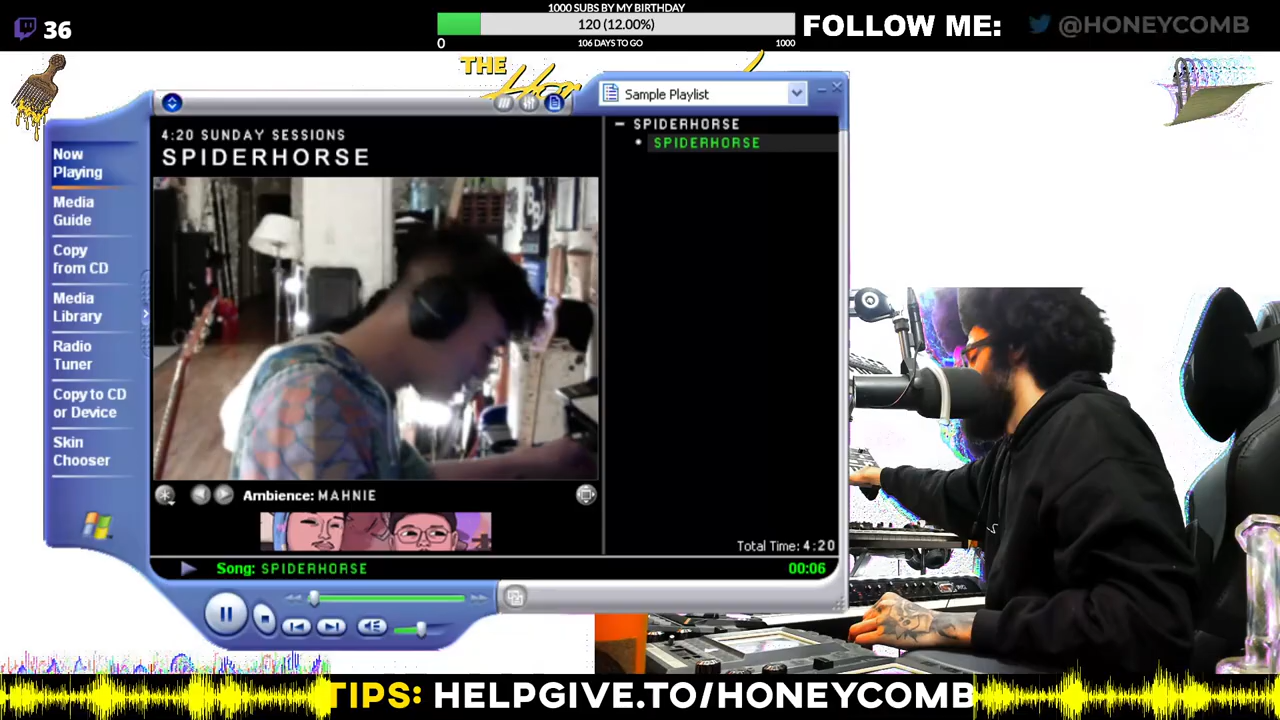 36
1000 SUBS BY MY BIRTHDAY
120 (12.00%)
0
106 DAYS TO GO
1000
FOLLOW ME:
@HONEYCOMB
THE
Sample Playlist
4:20 SUNDAY SESSIONS
SPIDERHORSE
SPIDERHORSE
SPIDERHORSE
Now
Playing
Media
Guide
Copy
from CD
Media
Library
Radio
Tuner
Copy to CD
or Device
Skin
Chooser
Ambience: MAHNIE
Total Time: 4:20
Song: SPIDERHORSE
00:06
TIPS: HELPGIVE.TO/HONEYCOMB